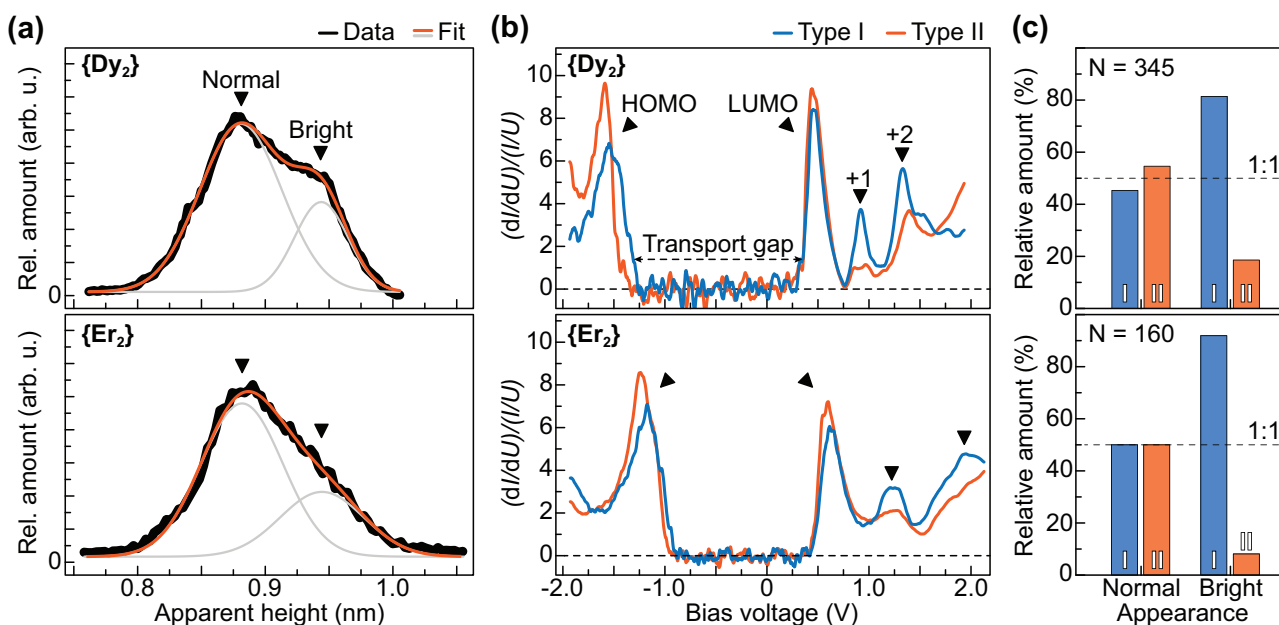 (a)
Data
Fit
{Dy₂}
Normal
Bright
Rel. amount (arb. u.)
0
{Er₂}
Rel. amount (arb. u.)
0
0.8
0.9
1.0
Apparent height (nm)
(b)
Type I
Type II
{Dy₂}
HOMO
LUMO
+1
+2
Transport gap
(dI/dU)/(I/U)
10
8
6
4
2
0
{Er₂}
(dI/dU)/(I/U)
10
8
6
4
2
0
-2.0
-1.0
0
1.0
2.0
Bias voltage (V)
(c)
N = 345
1:1
Relative amount (%)
80
60
40
20
0
I
II
I
II
N = 160
1:1
Relative amount (%)
80
60
40
20
0
I
II
I
II
Normal
Bright
Appearance